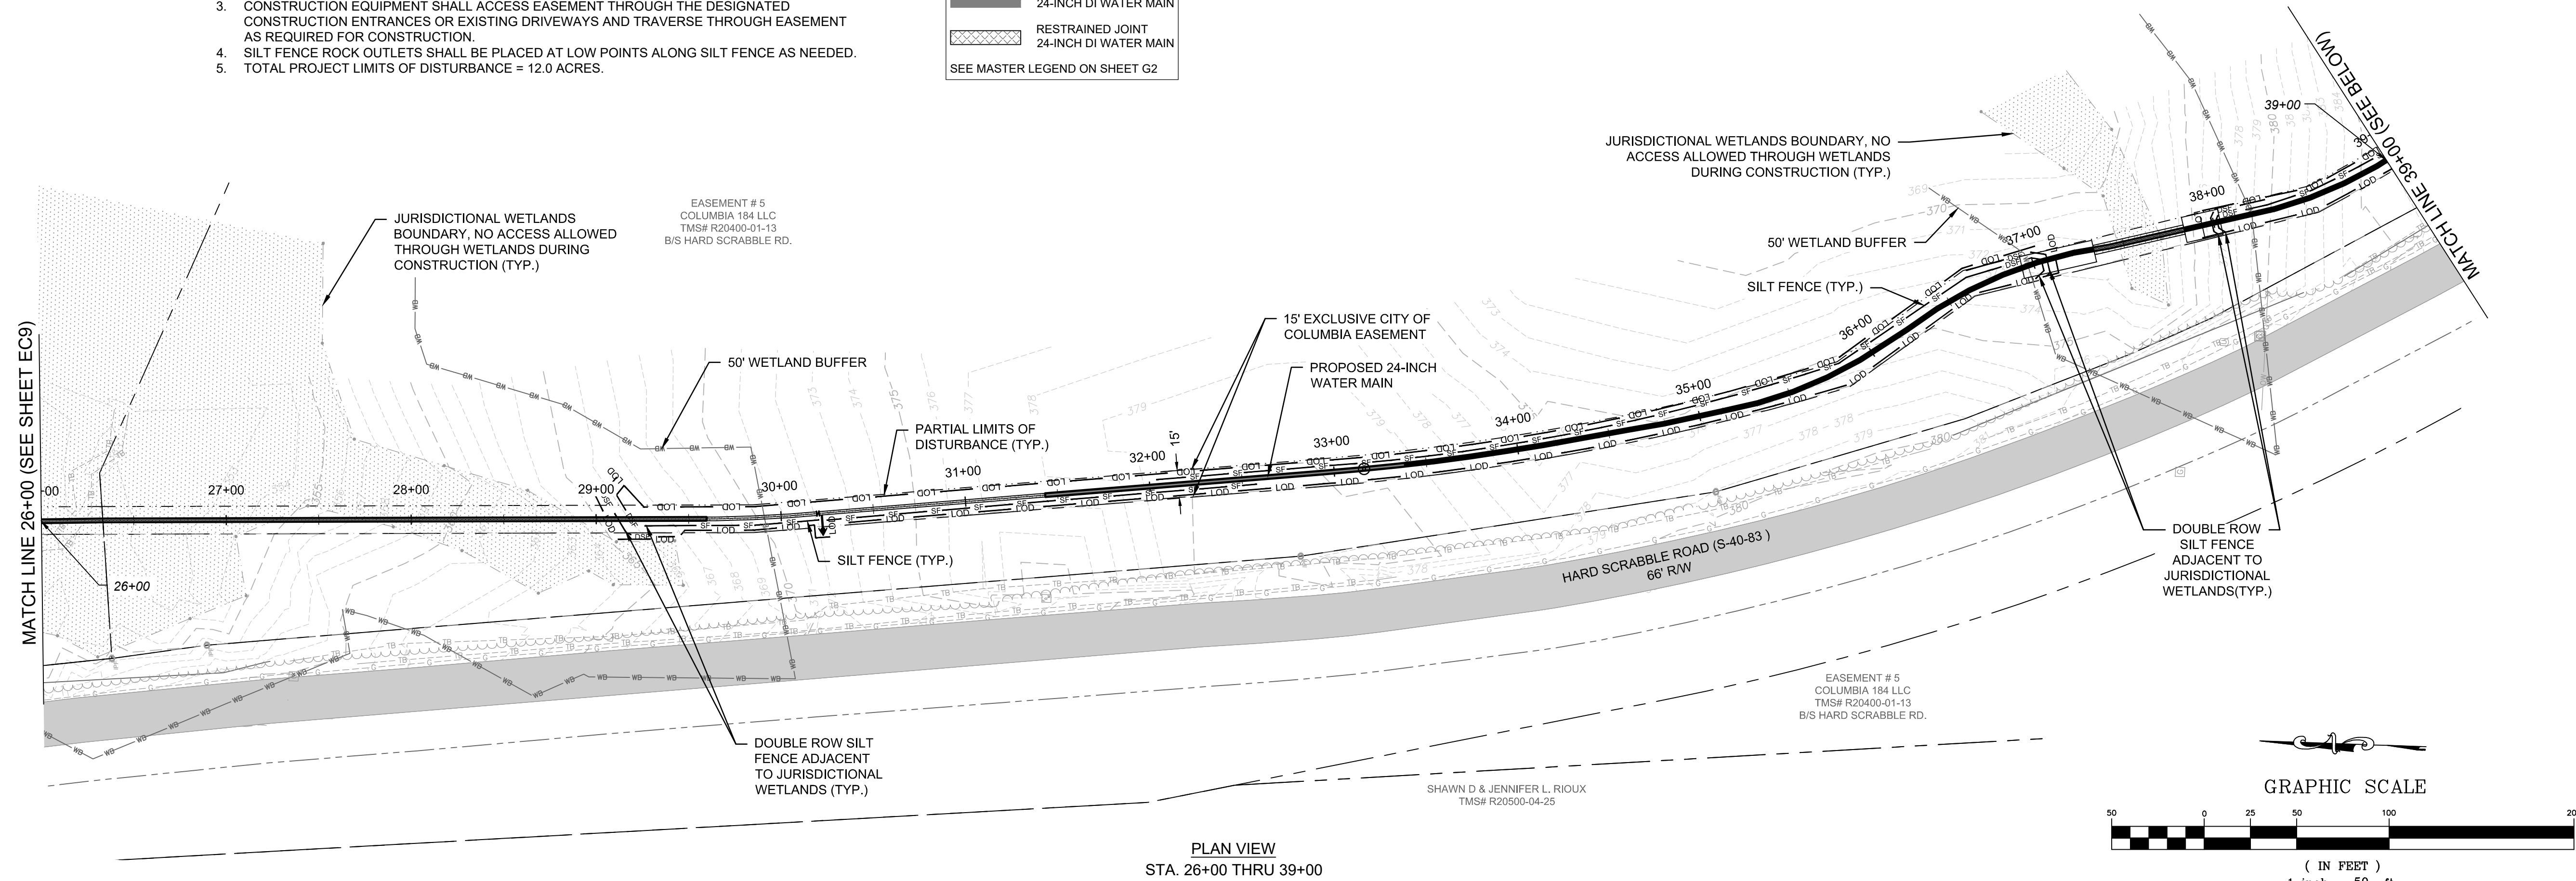 3. CONSTRUCTION EQUIPMENT SHALL ACCESS EASEMENT THROUGH THE DESIGNATED
CONSTRUCTION ENTRANCES OR EXISTING DRIVEWAYS AND TRAVERSE THROUGH EASEMENT
AS REQUIRED FOR CONSTRUCTION.
4. SILT FENCE ROCK OUTLETS SHALL BE PLACED AT LOW POINTS ALONG SILT FENCE AS NEEDED.
5. TOTAL PROJECT LIMITS OF DISTURBANCE = 12.0 ACRES.
24-INCH DI WATER MAIN
RESTRAINED JOINT
24-INCH DI WATER MAIN
SEE MASTER LEGEND ON SHEET G2
MATCH LINE 26+00 (SEE SHEET EC9)
JURISDICTIONAL WETLANDS
BOUNDARY, NO ACCESS ALLOWED
THROUGH WETLANDS DURING
CONSTRUCTION (TYP.)
EASEMENT # 5
COLUMBIA 184 LLC
TMS# R20400-01-13
B/S HARD SCRABBLE RD.
50' WETLAND BUFFER
PARTIAL LIMITS OF
DISTURBANCE (TYP.)
15' EXCLUSIVE CITY OF
COLUMBIA EASEMENT
PROPOSED 24-INCH
WATER MAIN
15'
JURISDICTIONAL WETLANDS BOUNDARY, NO
ACCESS ALLOWED THROUGH WETLANDS
DURING CONSTRUCTION (TYP.)
50' WETLAND BUFFER
SILT FENCE (TYP.)
39+00
MATCH LINE 39+00 (SEE BELOW)
26+00
27+00
28+00
29+00
30+00
31+00
32+00
33+00
34+00
35+00
36+00
37+00
38+00
SILT FENCE (TYP.)
HARD SCRABBLE ROAD (S-40-83 )
66' R/W
DOUBLE ROW
SILT FENCE
ADJACENT TO
JURISDICTIONAL
WETLANDS(TYP.)
DOUBLE ROW SILT
FENCE ADJACENT
TO JURISDICTIONAL
WETLANDS (TYP.)
EASEMENT # 5
COLUMBIA 184 LLC
TMS# R20400-01-13
B/S HARD SCRABBLE RD.
SHAWN D & JENNIFER L. RIOUX
TMS# R20500-04-25
PLAN VIEW
STA. 26+00 THRU 39+00
GRAPHIC SCALE
50 0 25 50 100
( IN FEET )